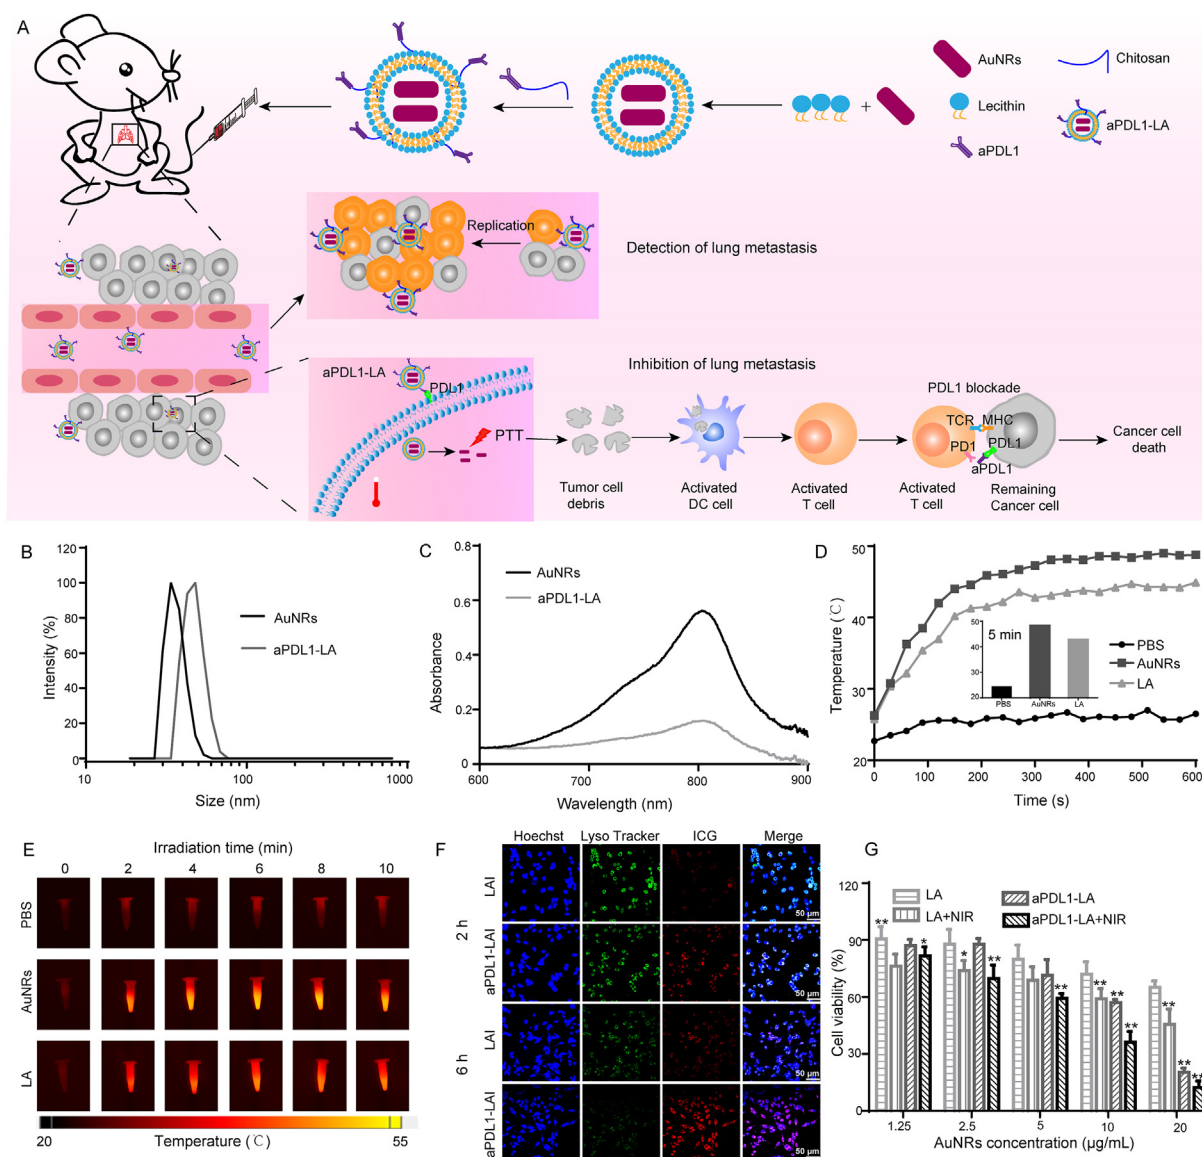 A
AuNRs
Chitosan
Lecithin
aPDL1-LA
aPDL1
Replication
Detection of lung metastasis
aPDL1-LA
PDL1
PTT
Inhibition of lung metastasis
PDL1 blockade
TCR
MHC
PD1
PDL1
aPDL1
Cancer cell
death
Tumor cell
debris
Activated
DC cell
Activated
T cell
Activated
T cell
Remaining
Cancer cell
B
120
100
80
60
40
20
0
Intensity (%)
AuNRs
aPDL1-LA
10
100
1000
Size (nm)
C
0.8
0.6
0.4
0.2
0
Absorbance
AuNRs
aPDL1-LA
600
700
800
900
Wavelength (nm)
D
50
40
30
20
Temperature (℃)
5 min
50
40
30
20
PBS
AuNRs
LA
PBS
AuNRs
LA
0
100
200
300
400
500
600
Time (s)
E
Irradiation time (min)
0
2
4
6
8
10
PBS
AuNRs
LA
20
Temperature (℃)
55
F
Hoechst
Lyso Tracker
ICG
Merge
2 h
LAI
50 μm
aPDL1-LAI
50 μm
6 h
LAI
50 μm
aPDL1-LAI
50 μm
G
120
90
60
30
0
Cell viability (%)
LA
LA+NIR
aPDL1-LA
aPDL1-LA+NIR
**
*
*
**
**
**
**
**
**
**
**
1.25
2.5
5
10
20
AuNRs concentration (μg/mL)